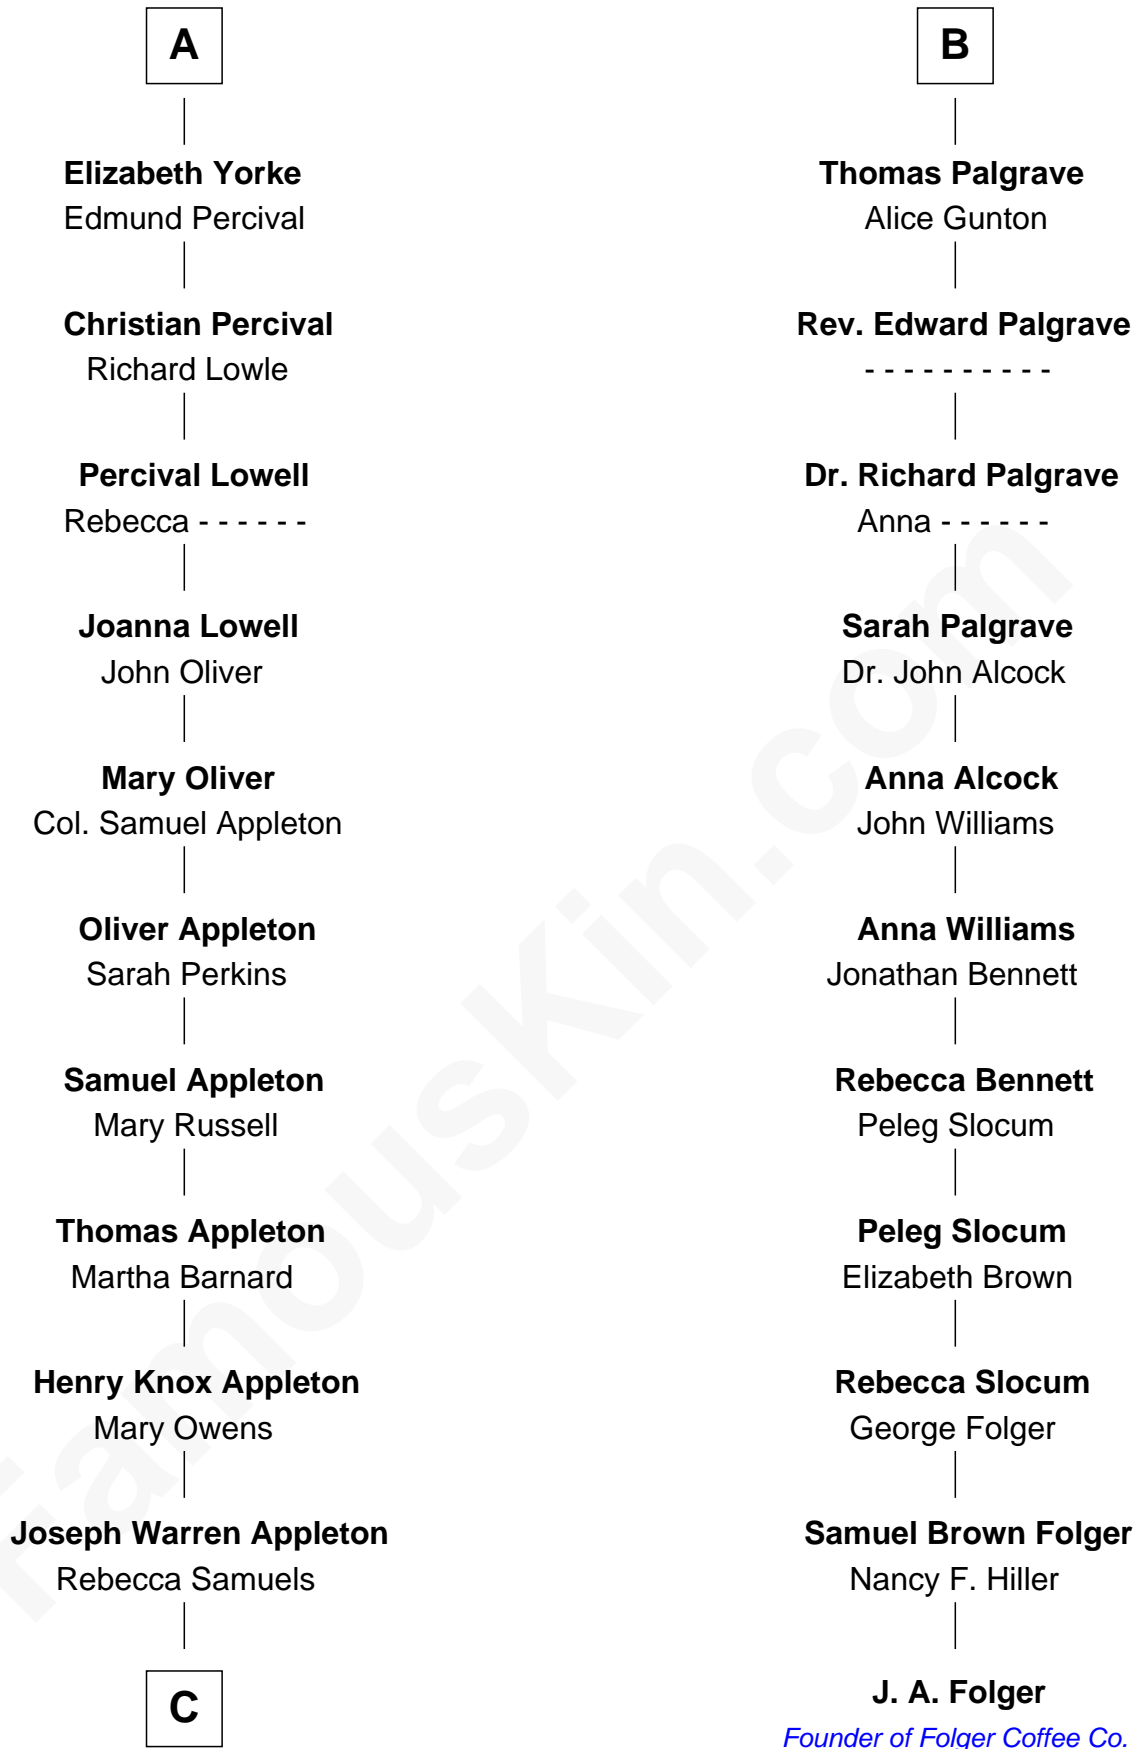 A
Elizabeth Yorke
Edmund Percival
Christian Percival
Richard Lowle
Percival Lowell
Rebecca - - - - - -
Joanna Lowell
John Oliver
Mary Oliver
Col. Samuel Appleton
Oliver Appleton
Sarah Perkins
Samuel Appleton
Mary Russell
Thomas Appleton
Martha Barnard
Henry Knox Appleton
Mary Owens
Joseph Warren Appleton
Rebecca Samuels
C
B
Thomas Palgrave
Alice Gunton
Rev. Edward Palgrave
- - - - - - - - - -
Dr. Richard Palgrave
Anna - - - - - -
Sarah Palgrave
Dr. John Alcock
Anna Alcock
John Williams
Anna Williams
Jonathan Bennett
Rebecca Bennett
Peleg Slocum
Peleg Slocum
Elizabeth Brown
Rebecca Slocum
George Folger
Samuel Brown Folger
Nancy F. Hiller
J. A. Folger
Founder of Folger Coffee Co.
FamousKin.com